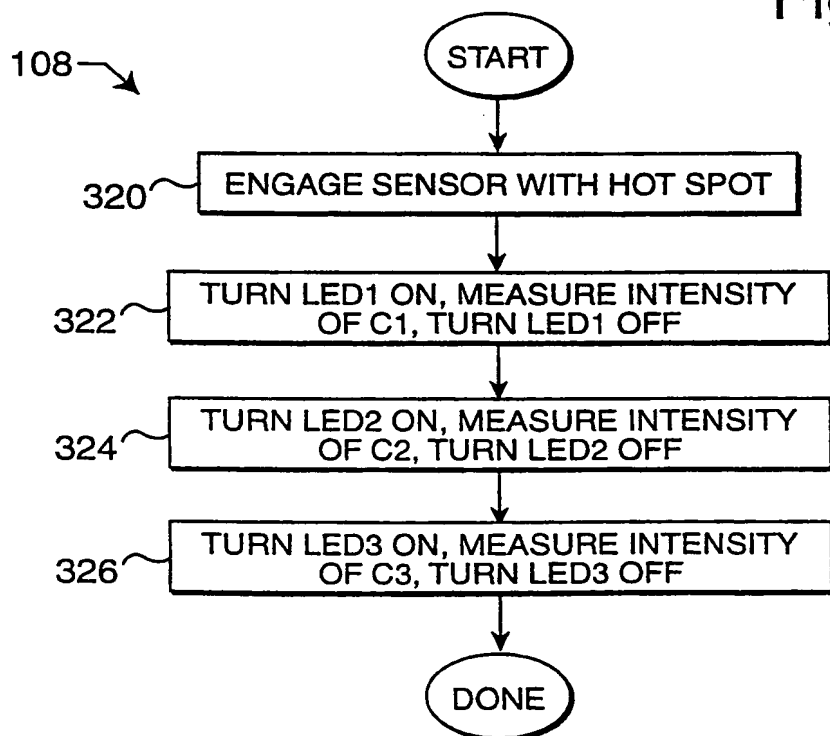 Fig
START
108
320
ENGAGE SENSOR WITH HOT SPOT
322
TURN LED1 ON, MEASURE INTENSITY
OF C1, TURN LED1 OFF
324
TURN LED2 ON, MEASURE INTENSITY
OF C2, TURN LED2 OFF
326
TURN LED3 ON, MEASURE INTENSITY
OF C3, TURN LED3 OFF
DONE